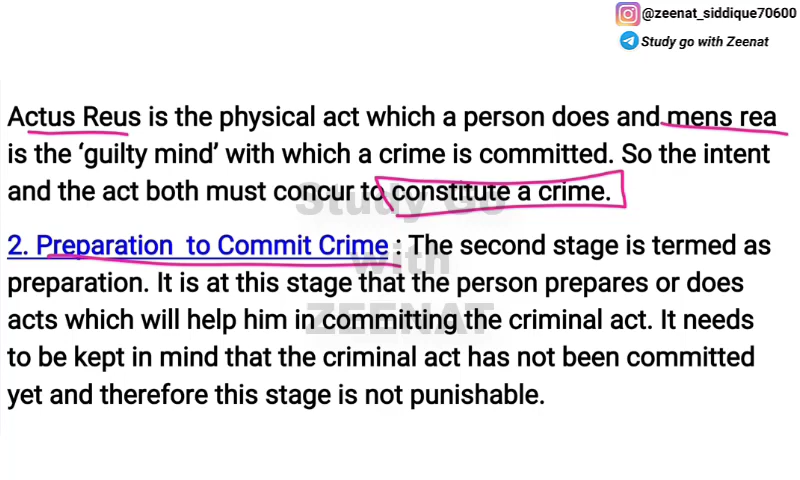 @zeenat_siddique70600
Study go with Zeenat
Actus Reus is the physical act which a person does and mens rea
is the ‘guilty mind’ with which a crime is committed. So the intent
and the act both must concur to constitute a crime.
Study Go
2. Preparation to Commit Crime : The second stage is termed as
With
preparation. It is at this stage that the person prepares or does
ZEENAT
acts which will help him in committing the criminal act. It needs
to be kept in mind that the criminal act has not been committed
yet and therefore this stage is not punishable.